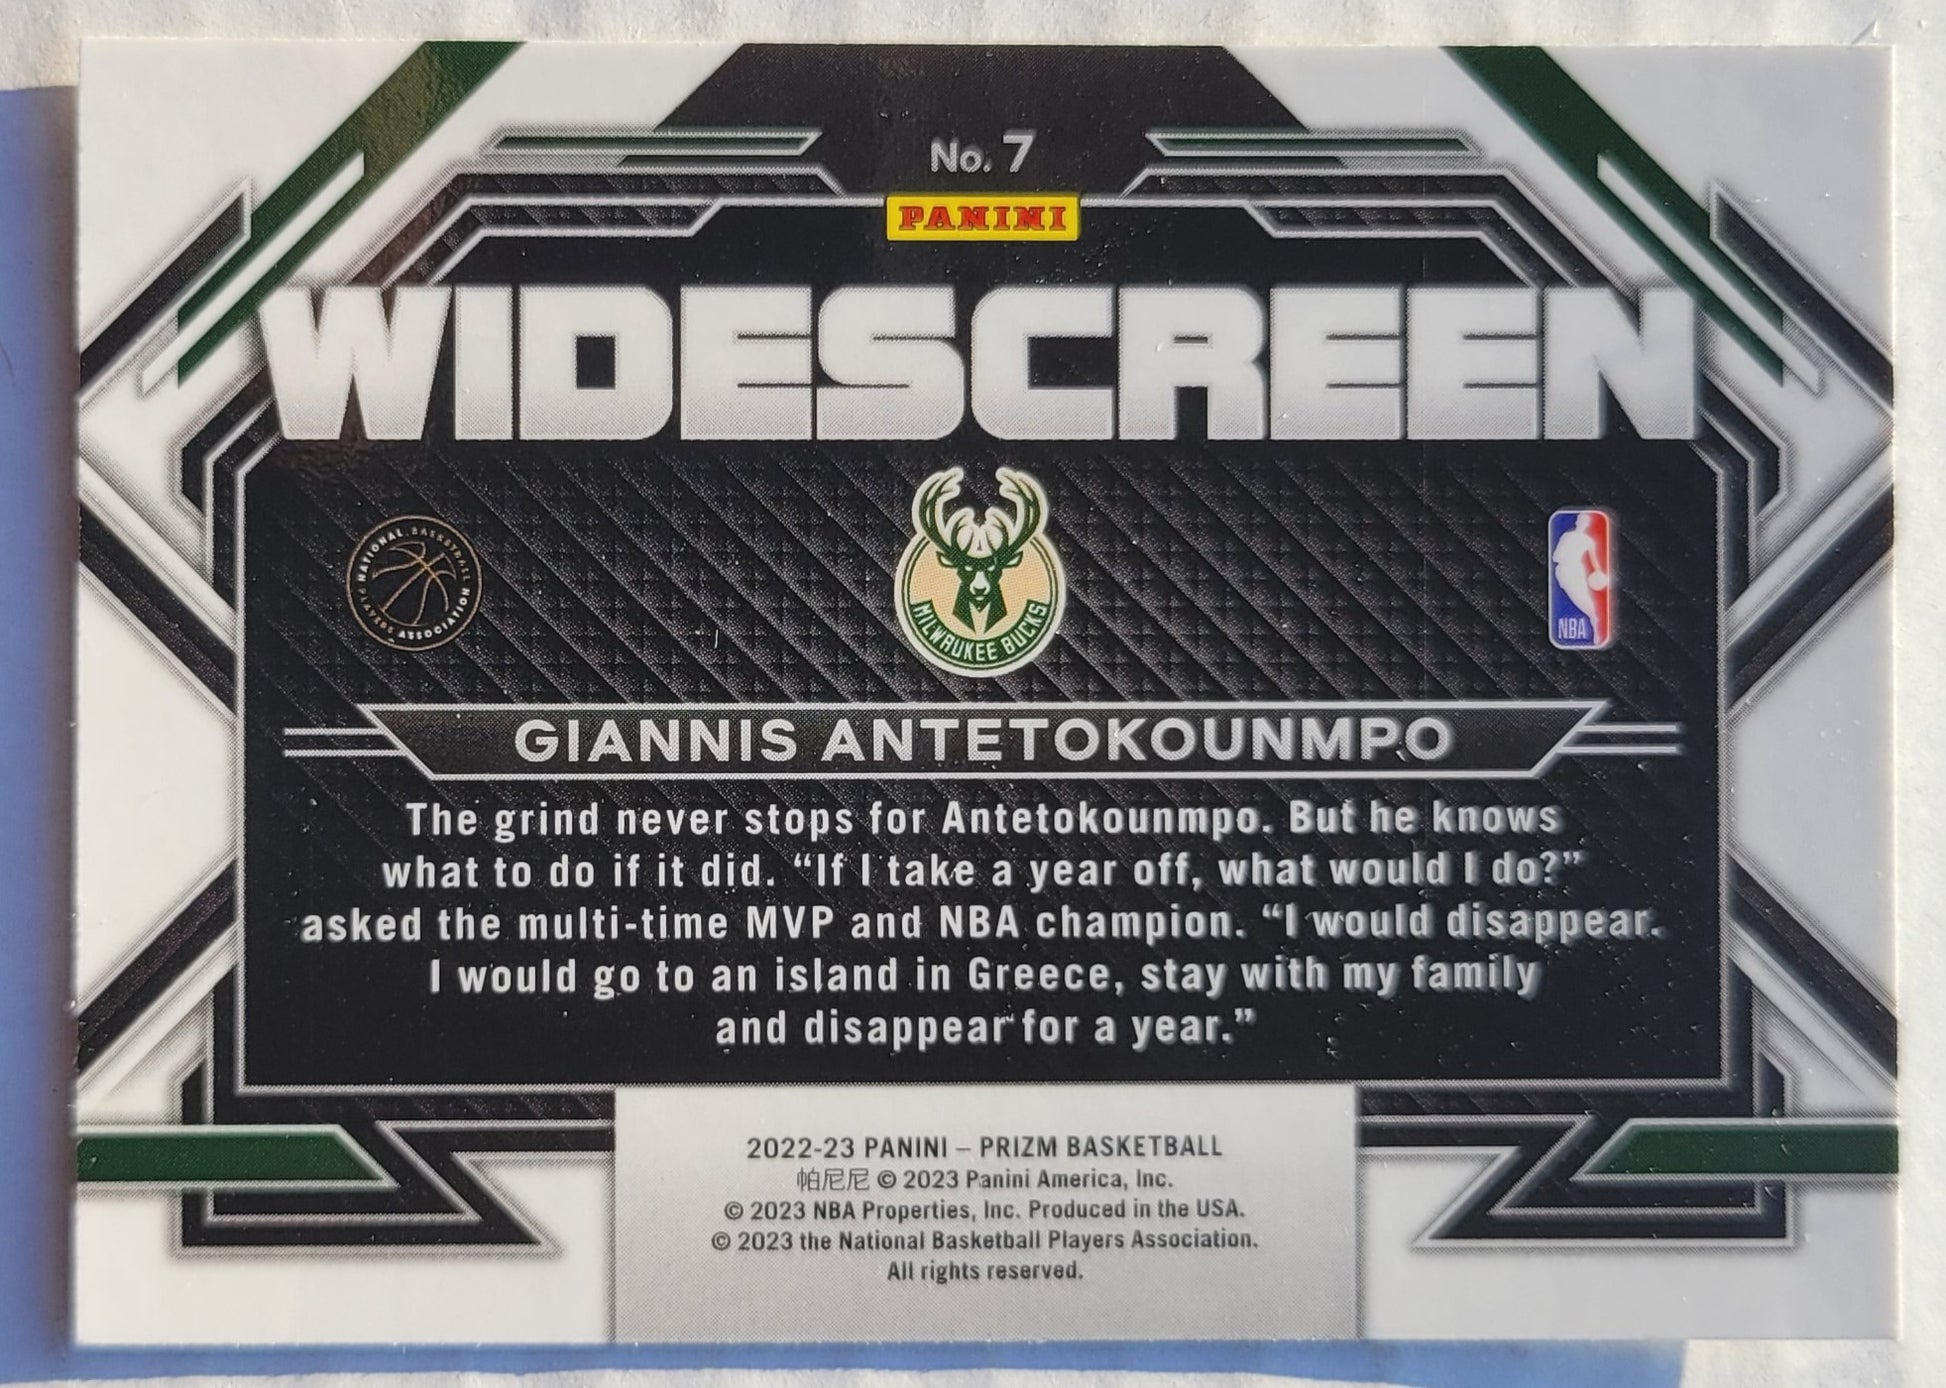 No. 7
PANINI
WIDESCREEN
NATIONAL BASKETBALL PLAYERS ASSOCIATION
MILWAUKEE BUCKS
NBA
GIANNIS ANTETOKOUNMPO
The grind never stops for Antetokounmpo. But he knows
what to do if it did. “If I take a year off, what would I do?”
asked the multi-time MVP and NBA champion. “I would disappear.
I would go to an island in Greece, stay with my family
and disappear for a year.”
2022-23 PANINI – PRIZM BASKETBALL
帕尼尼 © 2023 Panini America, Inc.
© 2023 NBA Properties, Inc. Produced in the USA.
© 2023 the National Basketball Players Association.
All rights reserved.